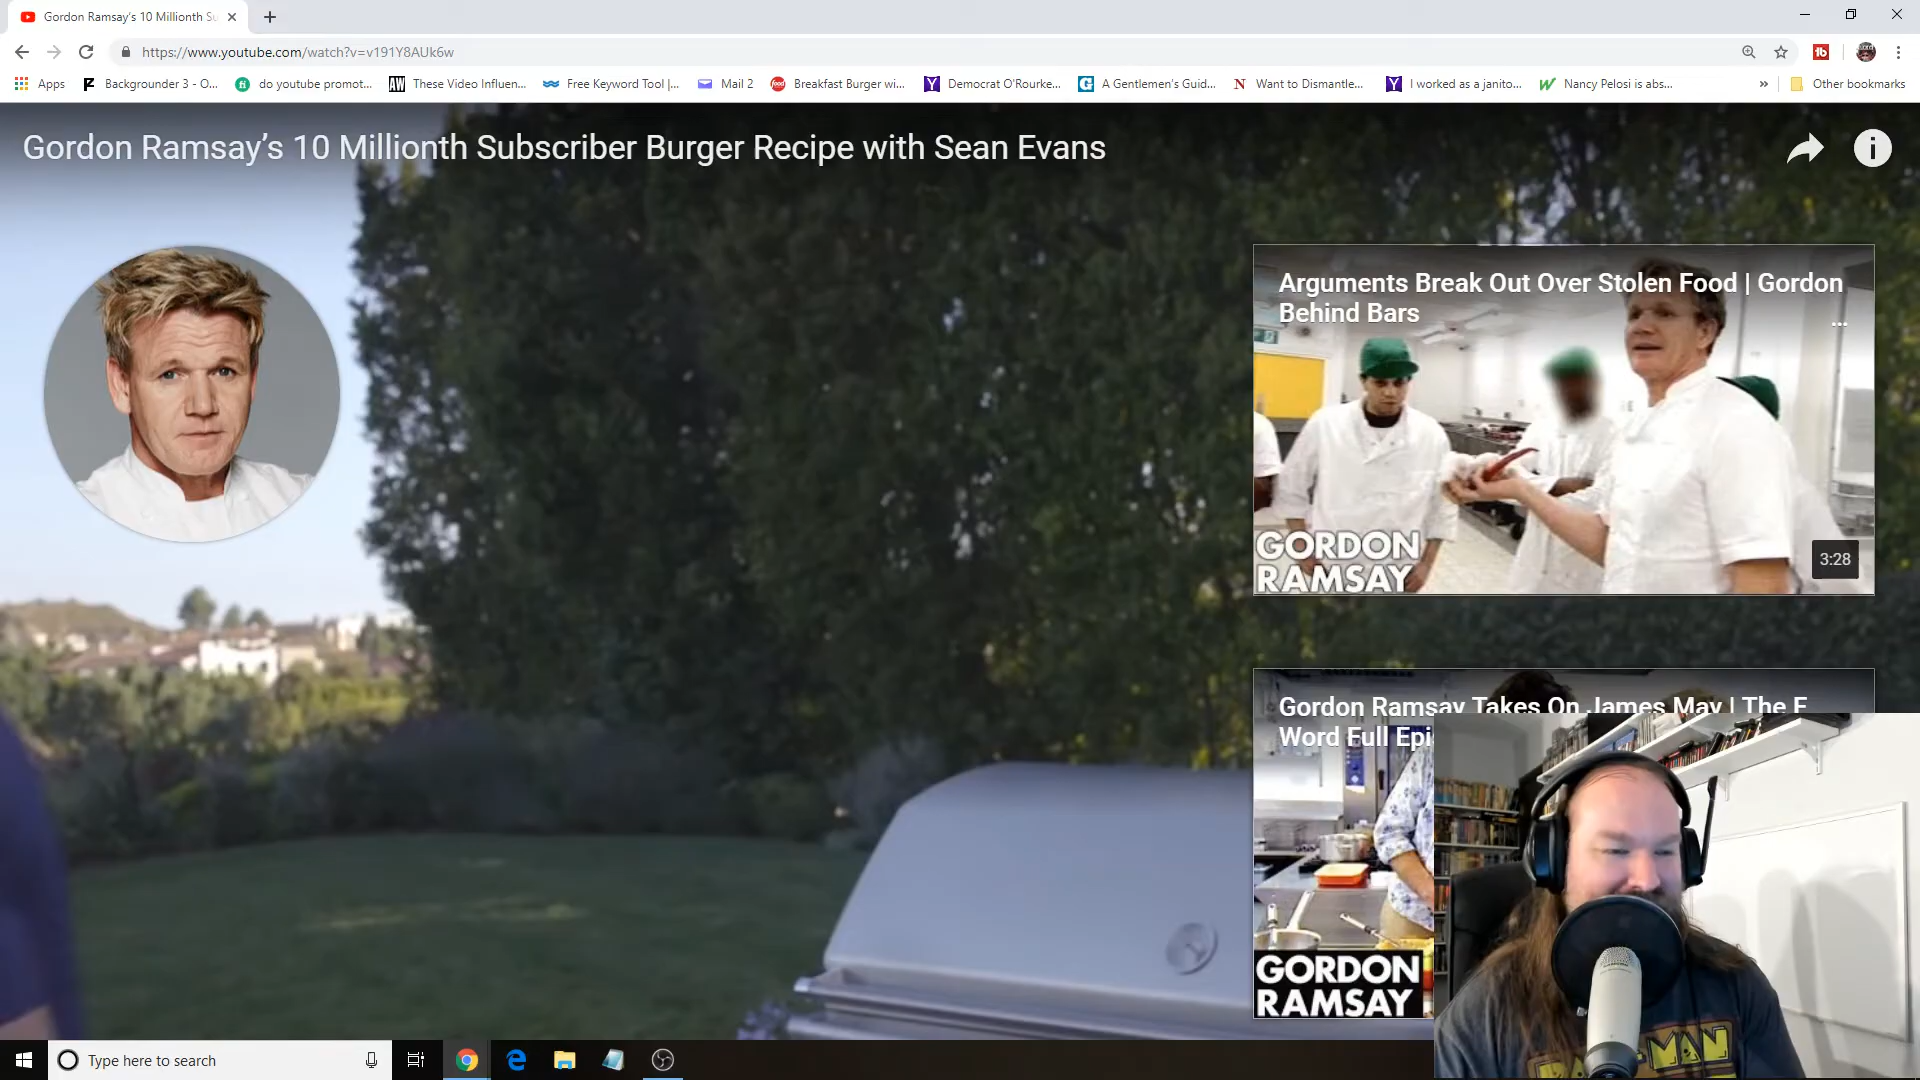 Gordon Ramsay's 10 Millionth Su
https://www.youtube.com/watch?v=v191Y8AUk6w
Apps
Backgrounder 3 - O...
do youtube promot...
These Video Influen...
Free Keyword Tool |...
Mail 2
Breakfast Burger wi...
Democrat O'Rourke...
A Gentlemen's Guid...
Want to Dismantle...
I worked as a janito...
Nancy Pelosi is abs...
»
Other bookmarks
Gordon Ramsay’s 10 Millionth Subscriber Burger Recipe with Sean Evans
Arguments Break Out Over Stolen Food | Gordon
Behind Bars
GORDON
RAMSAY
3:28
Gordon Ramsay Takes On James May | The F
Word Full Epi
GORDON
RAMSAY
PAC-MAN
Type here to search